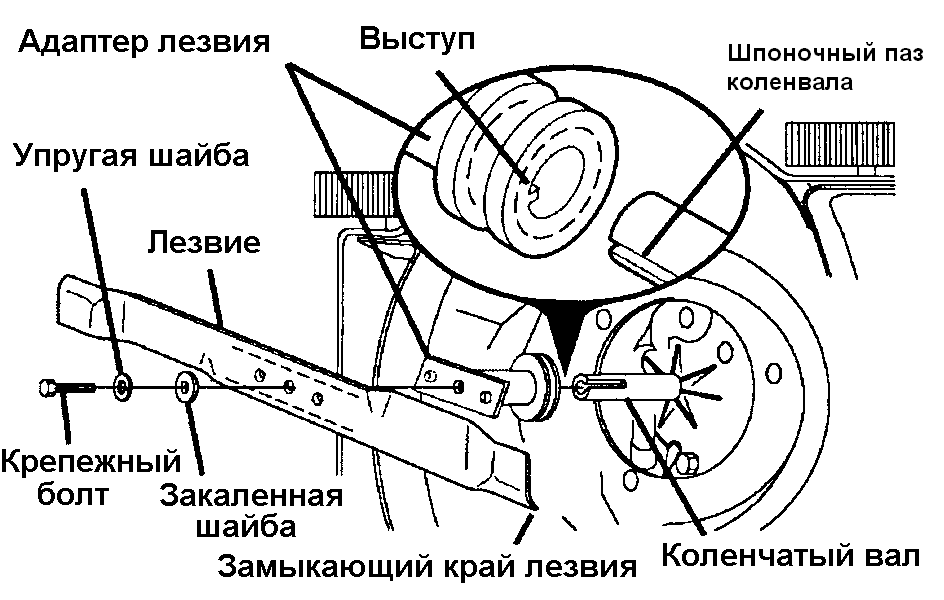 Адаптер лезвия
Выступ
Шпоночный паз
коленвала
Упругая шайба
Лезвие
Крепежный
болт
Закаленная
шайба
Замыкающий край лезвия
Коленчатый вал